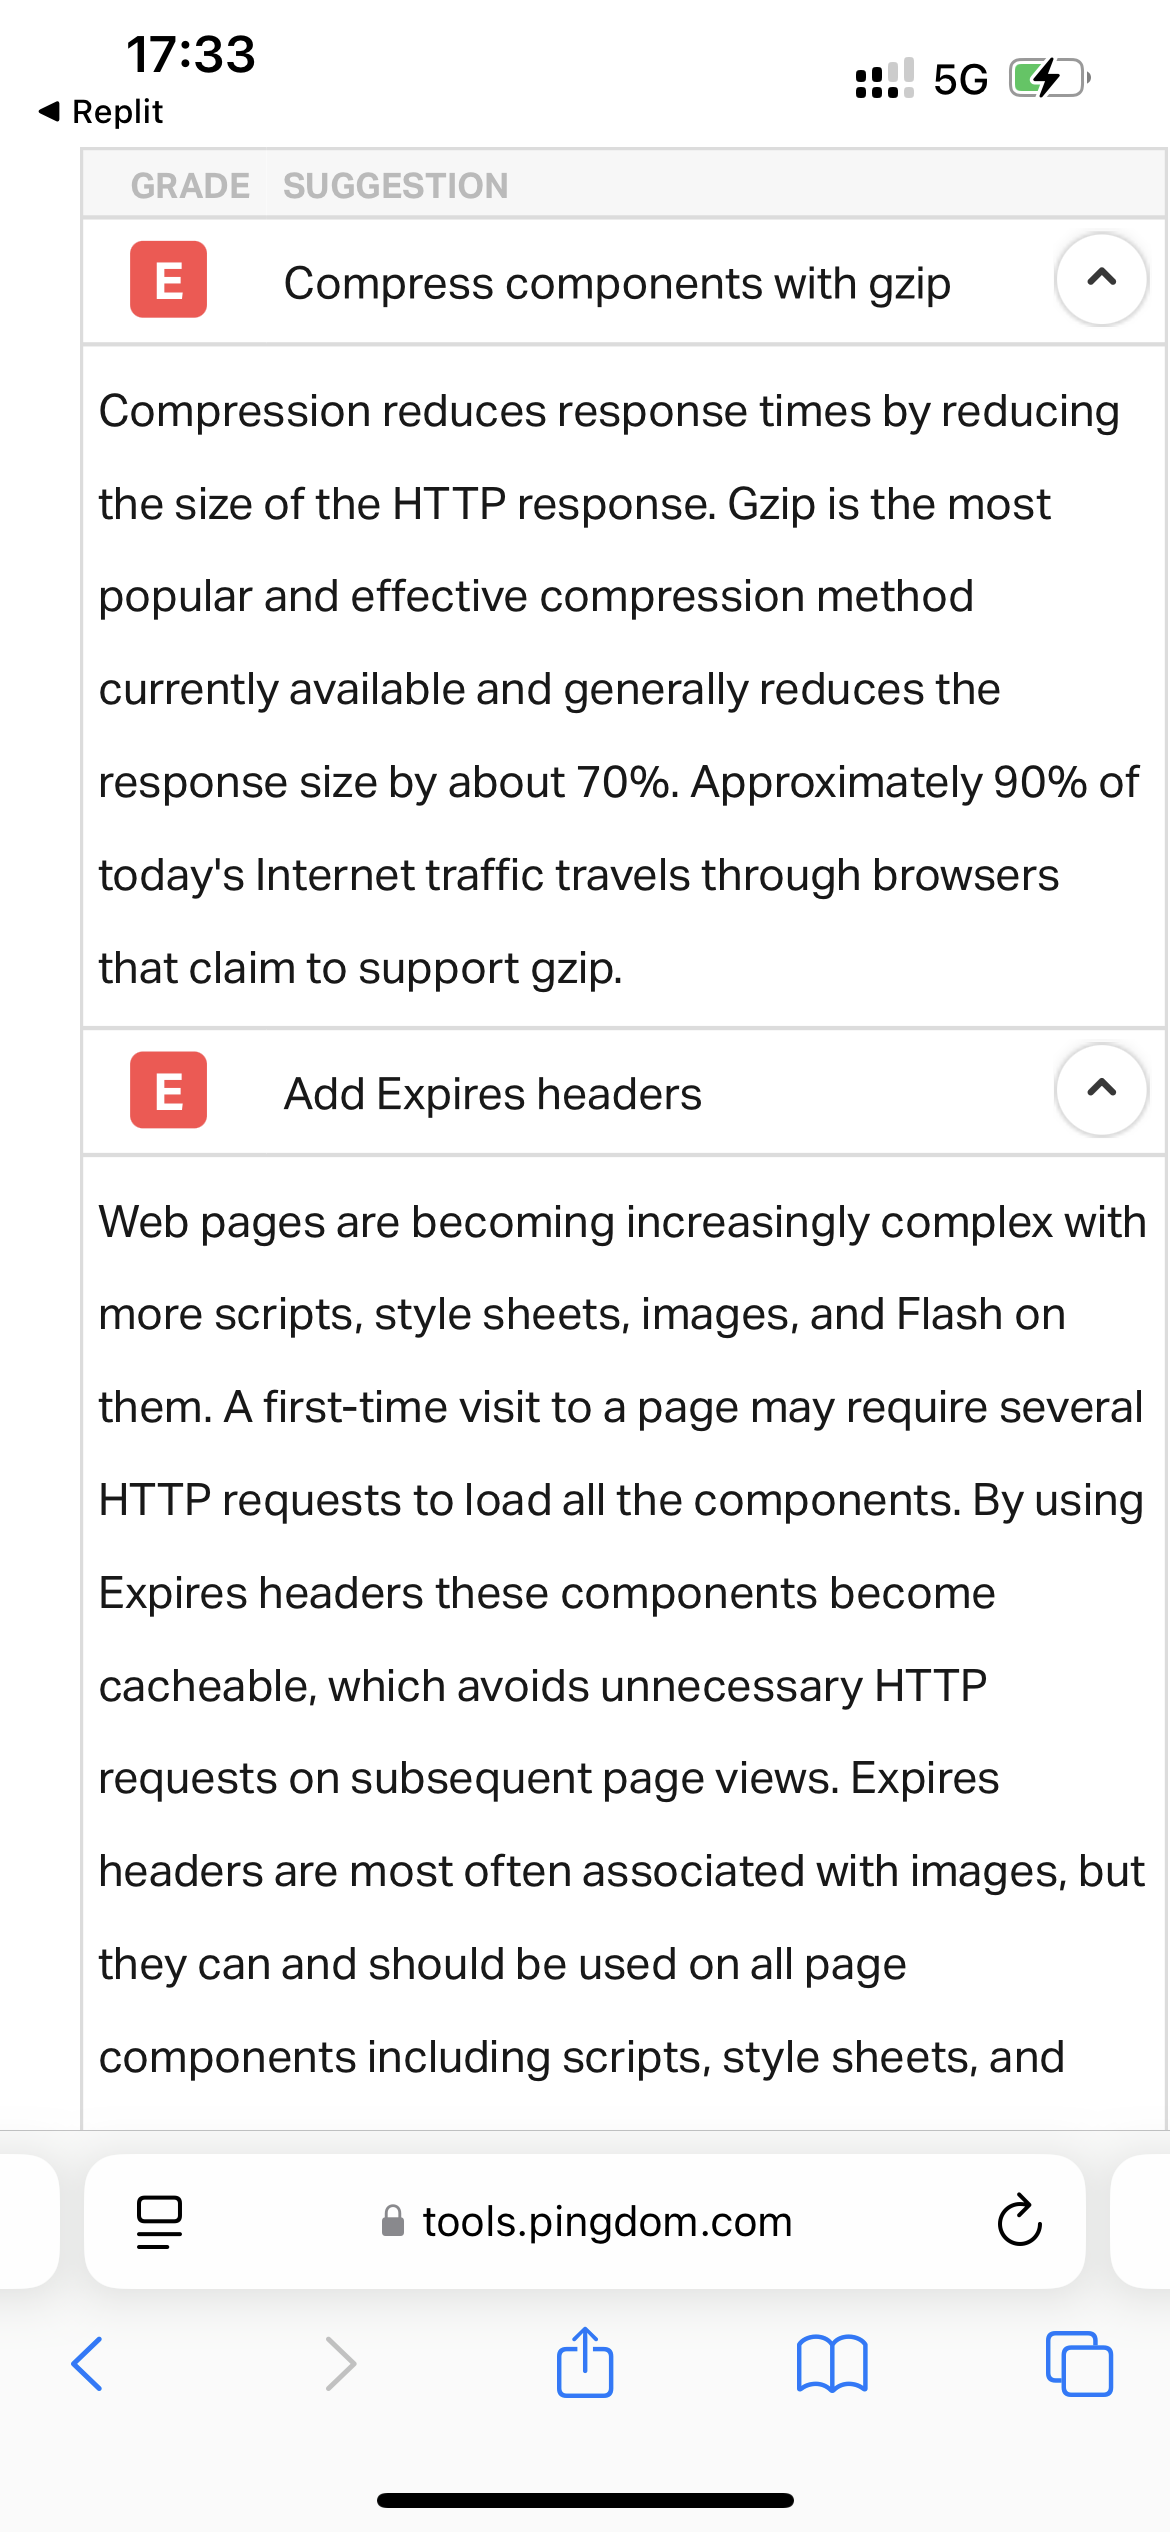 17:33
5G
◀ Replit
GRADE SUGGESTION
E Compress components with gzip
Compression reduces response times by reducing
the size of the HTTP response. Gzip is the most
popular and effective compression method
currently available and generally reduces the
response size by about 70%. Approximately 90% of
today's Internet traffic travels through browsers
that claim to support gzip.
E Add Expires headers
Web pages are becoming increasingly complex with
more scripts, style sheets, images, and Flash on
them. A first-time visit to a page may require several
HTTP requests to load all the components. By using
Expires headers these components become
cacheable, which avoids unnecessary HTTP
requests on subsequent page views. Expires
headers are most often associated with images, but
they can and should be used on all page
components including scripts, style sheets, and
tools.pingdom.com